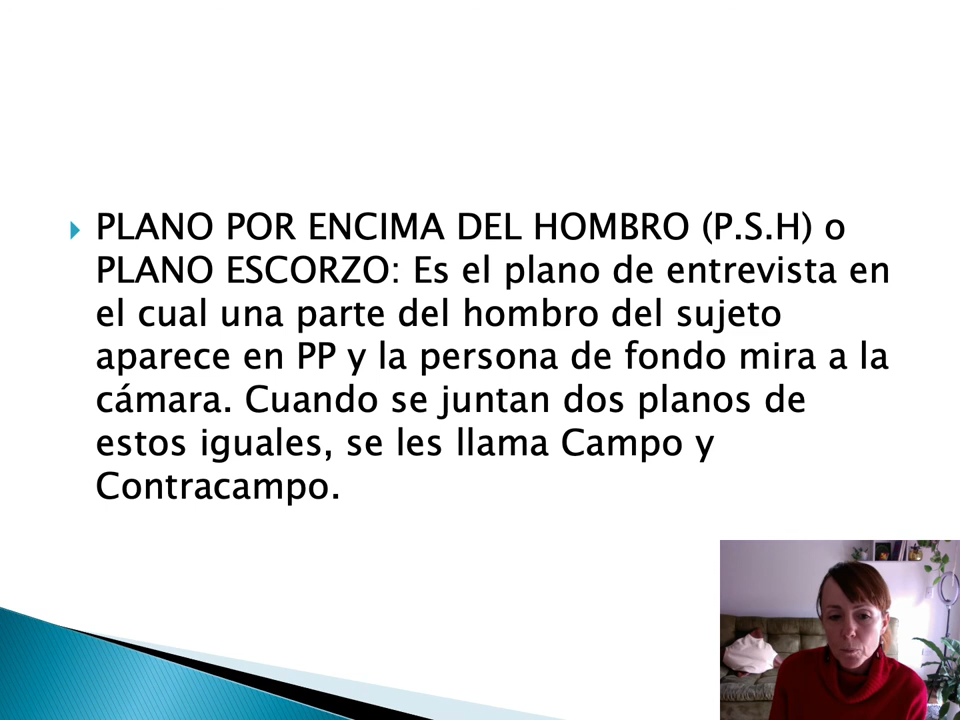 PLANO POR ENCIMA DEL HOMBRO (P.S.H) o
PLANO ESCORZO: Es el plano de entrevista en
el cual una parte del hombro del sujeto
aparece en PP y la persona de fondo mira a la
cámara. Cuando se juntan dos planos de
estos iguales, se les llama Campo y
Contracampo.